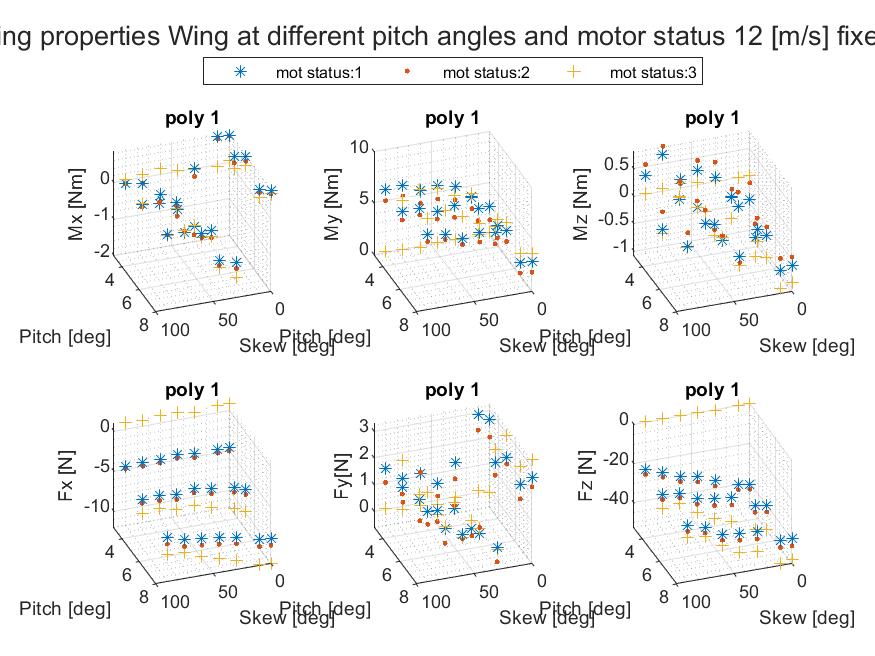 ing properties Wing at different pitch angles and motor status 12 [m/s] fixe
mot status:1 mot status:2 mot status:3
poly 1
Mx [Nm]
0
-1
-2
4
6
8
100
50
0
Pitch [deg]
Skew [deg]
poly 1
My [Nm]
10
5
0
4
6
8
100
50
0
Pitch [deg]
Skew [deg]
poly 1
Mz [Nm]
0.5
0
-0.5
-1
4
6
8
100
50
0
Pitch [deg]
Skew [deg]
poly 1
Fx [N]
0
-5
-10
4
6
8
100
50
0
Pitch [deg]
Skew [deg]
poly 1
Fy[N]
3
2
1
0
4
6
8
100
50
0
Pitch [deg]
Skew [deg]
poly 1
Fz [N]
0
-20
-40
4
6
8
100
50
0
Pitch [deg]
Skew [deg]